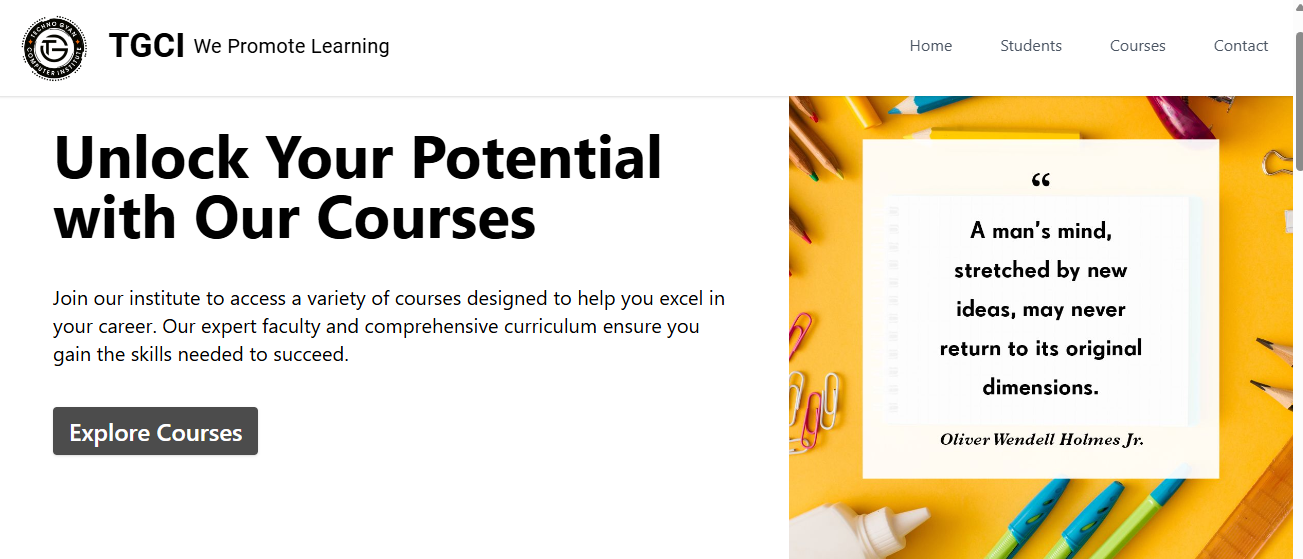 TECHNO GYAN
COMPUTER INSTITUTE
TG
TGCI We Promote Learning
Home Students Courses Contact
Unlock Your Potential
with Our Courses
Join our institute to access a variety of courses designed to help you excel in
your career. Our expert faculty and comprehensive curriculum ensure you
gain the skills needed to succeed.
Explore Courses
“
A man’s mind,
stretched by new
ideas, may never
return to its original
dimensions.
Oliver Wendell Holmes Jr.